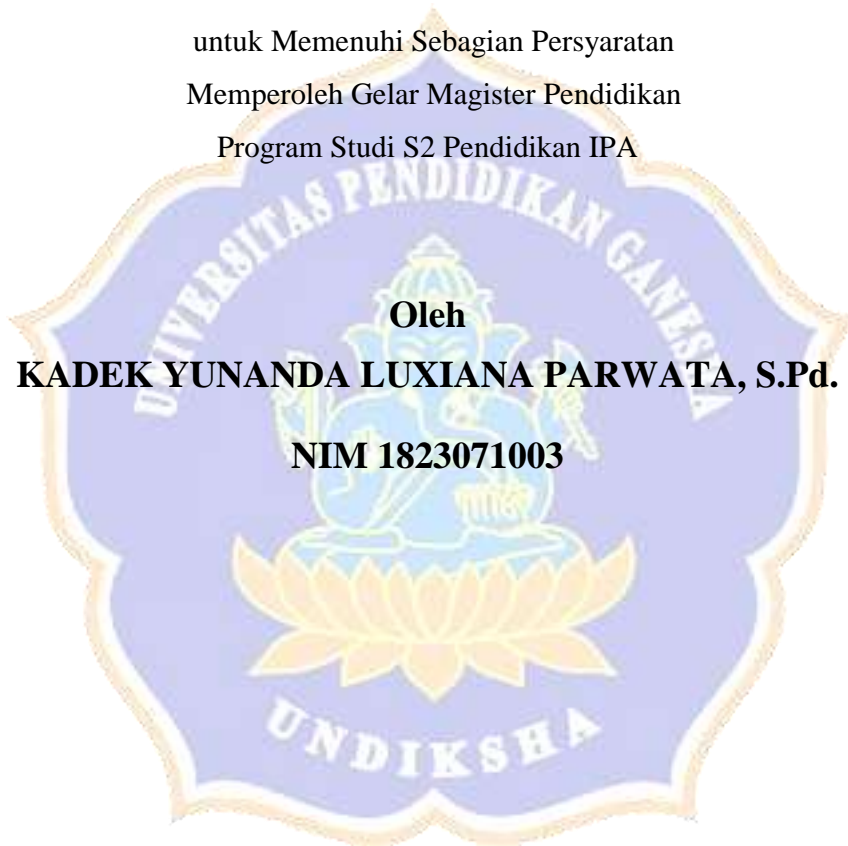 untuk Memenuhi Sebagian Persyaratan
Memperoleh Gelar Magister Pendidikan
Program Studi S2 Pendidikan IPA
UNIVERSITAS PENDIDIKAN GANESHA
Oleh
KADEK YUNANDA LUXIANA PARWATA, S.Pd.
NIM 1823071003
UNDIKSHA